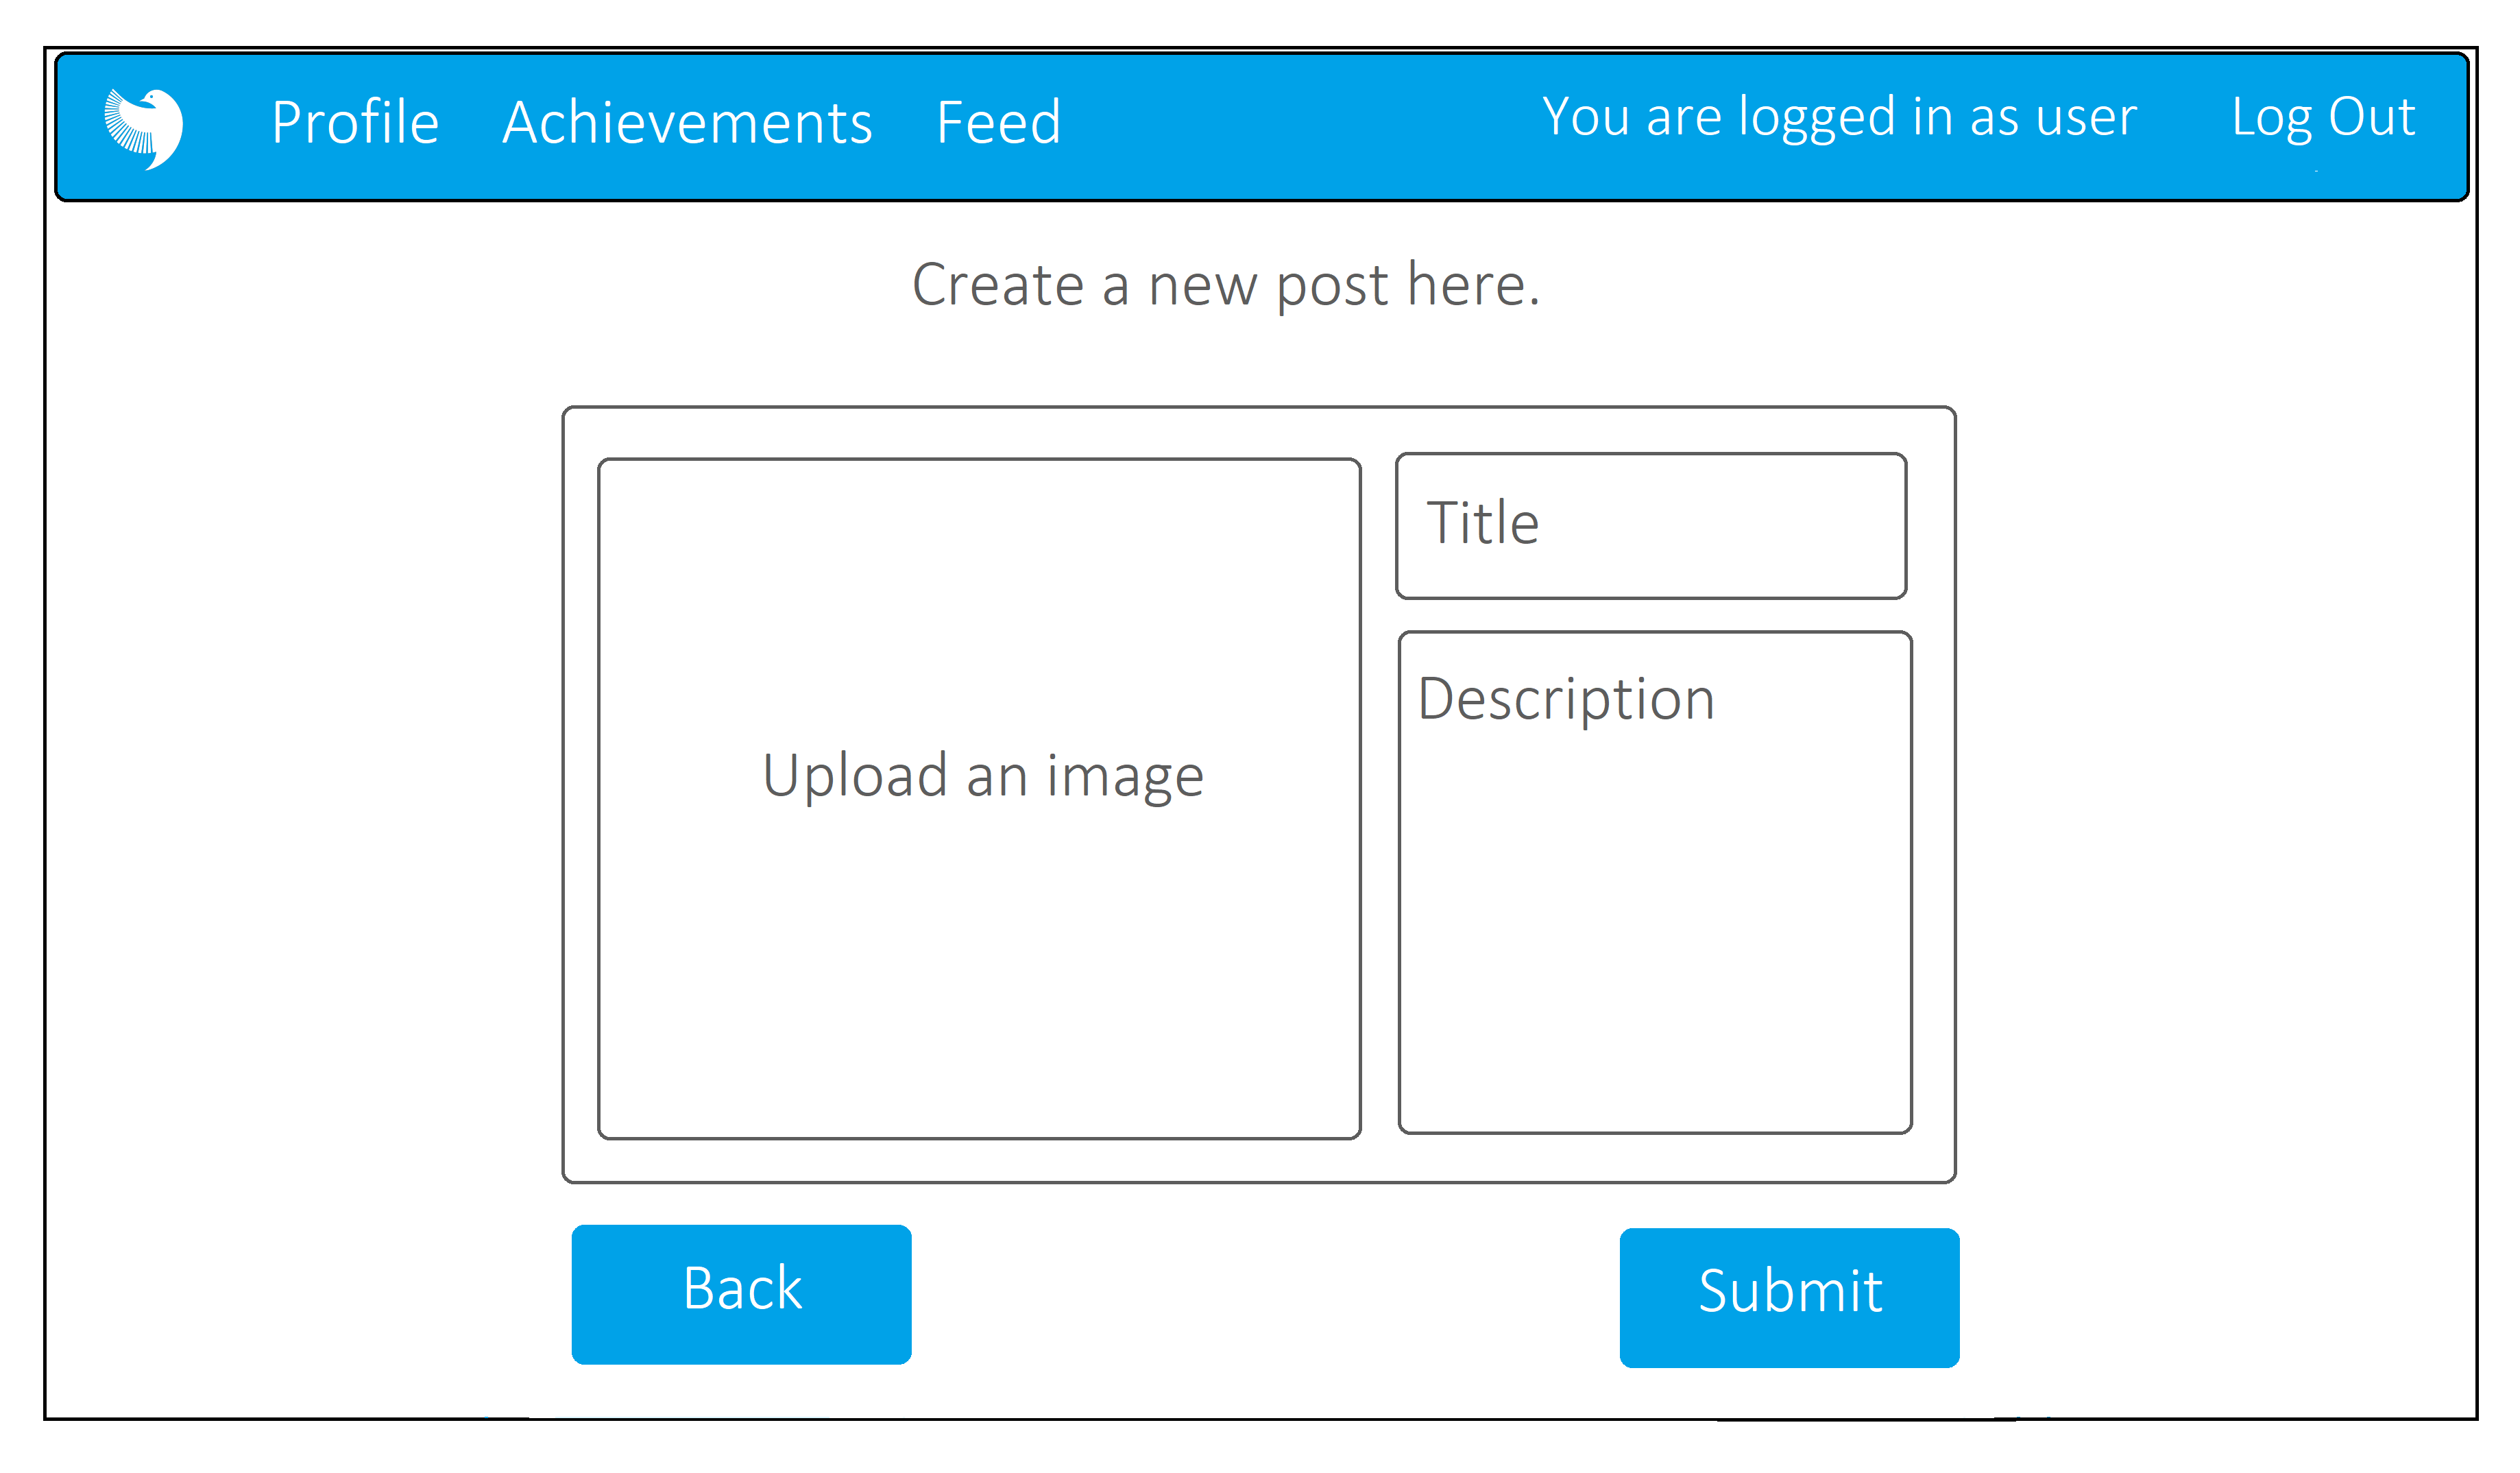 Profile Achievements Feed You are logged in as user Log Out
Create a new post here.
Title
Description
Upload an image
Back Submit